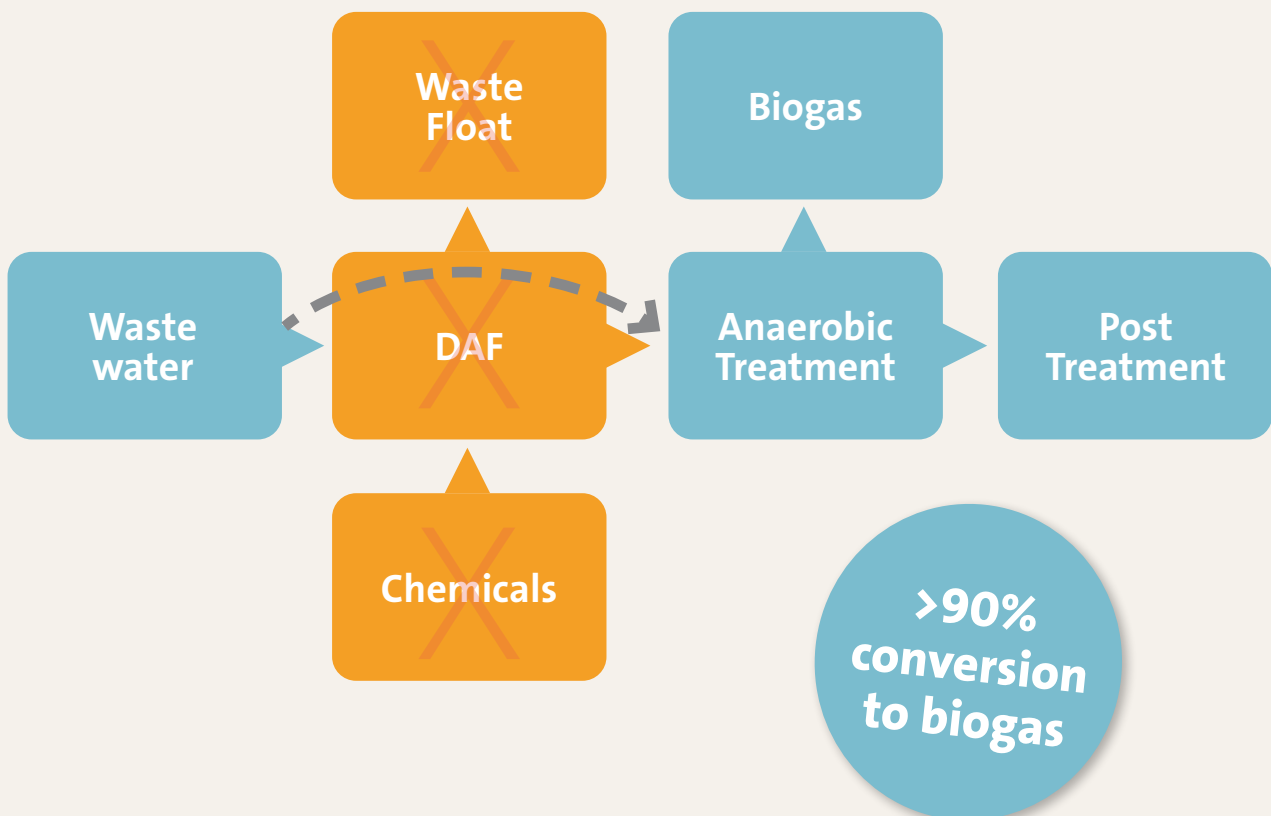 Waste
Float
Biogas
Waste
water
DAF
Anaerobic
Treatment
Post
Treatment
Chemicals
>90%
conversion
to biogas